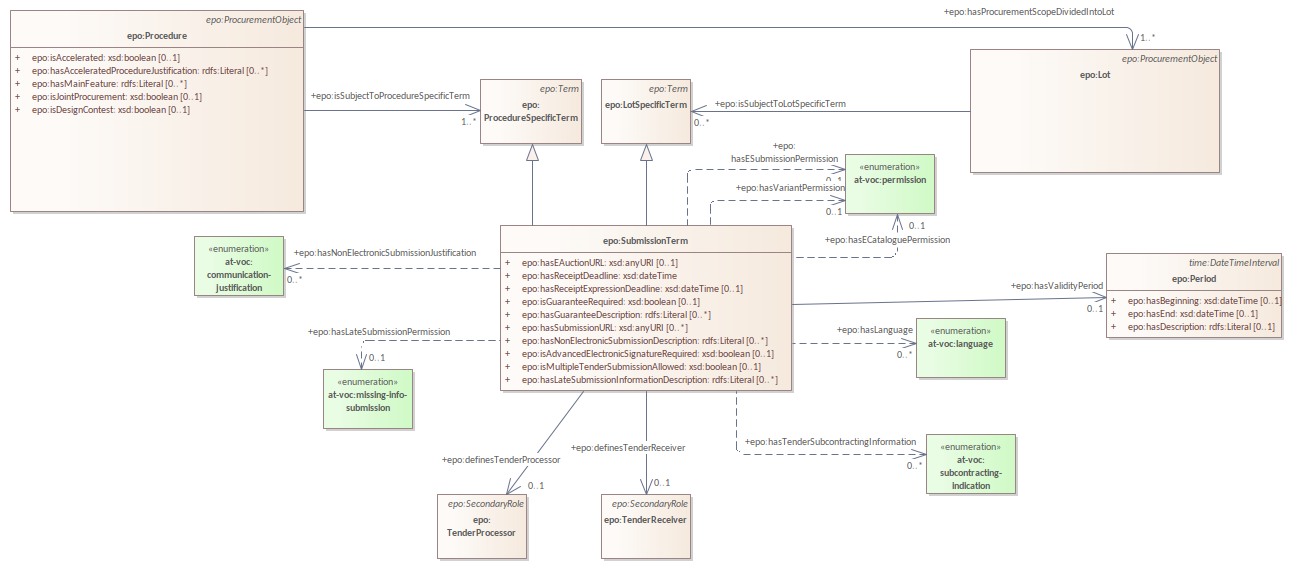 epo:ProcurementObject
epo:Procedure
+ epo:isAccelerated: xsd:boolean [0..1]
+ epo:hasAcceleratedProcedureJustification: rdfs:Literal [0..*]
+ epo:hasMainFeature: rdfs:Literal [0..*]
+ epo:isJointProcurement: xsd:boolean [0..1]
+ epo:isDesignContest: xsd:boolean [0..1]
+epo:hasProcurementScopeDividedIntoLot
1..*
epo:ProcurementObject
epo:Lot
+epo:isSubjectToProcedureSpecificTerm
1..*
epo:Term
epo:
ProcedureSpecificTerm
epo:Term
epo:LotSpecificTerm
+epo:isSubjectToLotSpecificTerm
0..*
+epo:
hasESubmissionPermission
0..1
+epo:hasVariantPermission
0..1
«enumeration»
at-voc:permission
0..1
+epo:hasECataloguePermission
epo:SubmissionTerm
+ epo:hasEAuctionURL: xsd:anyURI [0..1]
+ epo:hasReceiptDeadline: xsd:dateTime
+ epo:hasReceiptExpressionDeadline: xsd:dateTime [0..1]
+ epo:isGuaranteeRequired: xsd:boolean [0..1]
+ epo:hasGuaranteeDescription: rdfs:Literal [0..*]
+ epo:hasSubmissionURL: xsd:anyURI [0..*]
+ epo:hasNonElectronicSubmissionDescription: rdfs:Literal [0..*]
+ epo:isAdvancedElectronicSignatureRequired: xsd:boolean [0..1]
+ epo:isMultipleTenderSubmissionAllowed: xsd:boolean [0..1]
+ epo:hasLateSubmissionInformationDescription: rdfs:Literal [0..*]
«enumeration»
at-voc:
communication-
justification
+epo:hasNonElectronicSubmissionJustification
0..*
+epo:hasLateSubmissionPermission
0..1
«enumeration»
at-voc:missing-info-
submission
+epo:hasValidityPeriod
0..1
time:DateTimeInterval
epo:Period
+ epo:hasBeginning: xsd:dateTime [0..1]
+ epo:hasEnd: xsd:dateTime [0..1]
+ epo:hasDescription: rdfs:Literal [0..1]
+epo:hasLanguage
0..*
«enumeration»
at-voc:language
+epo:hasTenderSubcontractingInformation
0..*
«enumeration»
at-voc:
subcontracting-
indication
+epo:definesTenderProcessor
0..1
epo:SecondaryRole
epo:
TenderProcessor
+epo:definesTenderReceiver
0..1
epo:SecondaryRole
epo:TenderReceiver